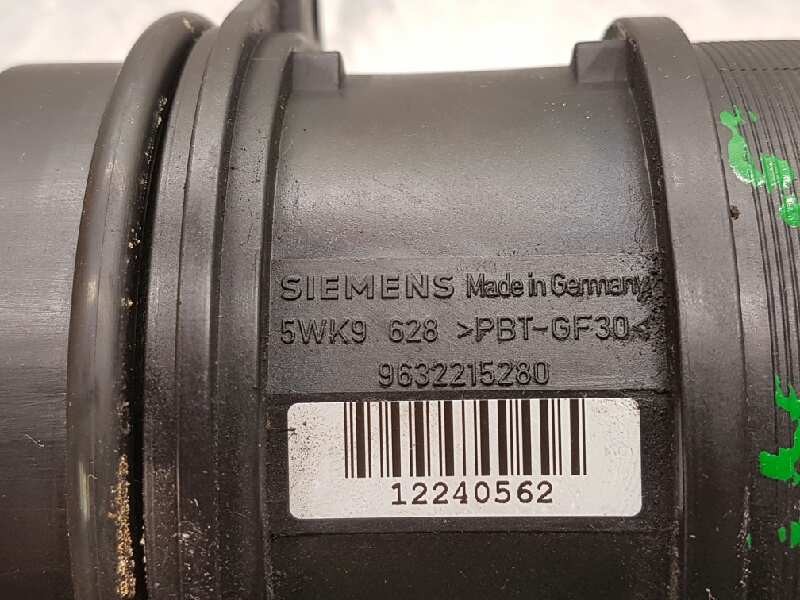 SIEMENS Made in Germany
5WK9 628 >PBT-GF30<
9632215280
12240562